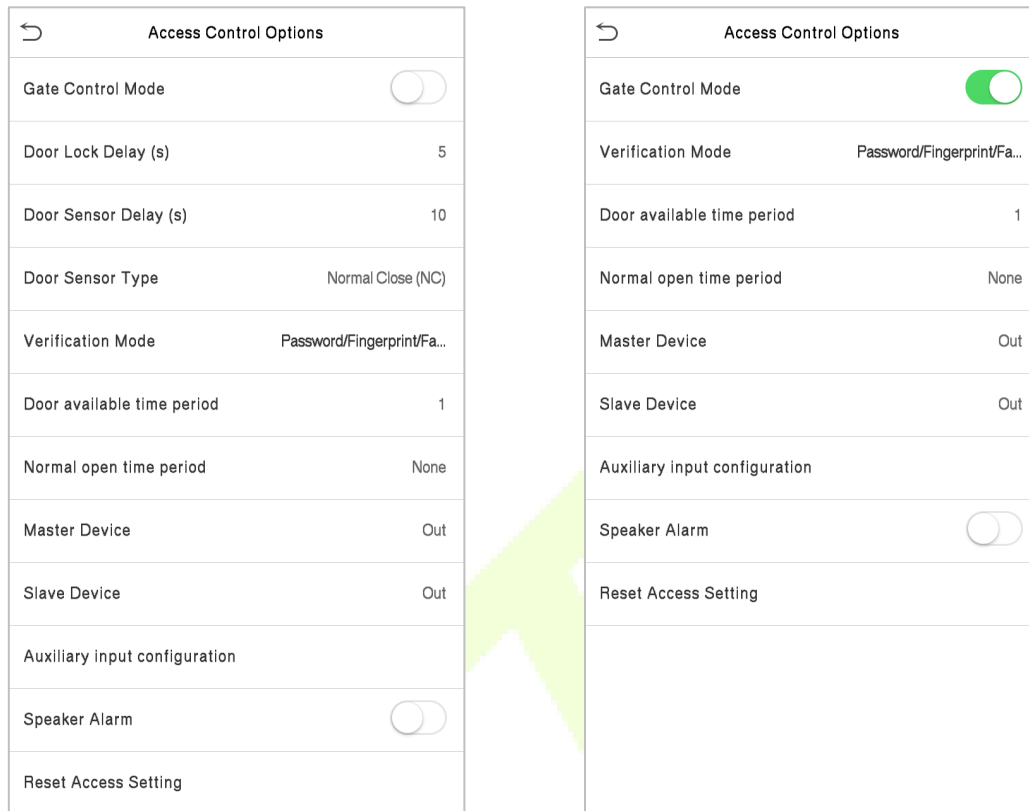 Access Control Options
Gate Control Mode
Door Lock Delay (s) 5
Door Sensor Delay (s) 10
Door Sensor Type Normal Close (NC)
Verification Mode Password/Fingerprint/Fa...
Door available time period 1
Normal open time period None
Master Device Out
Slave Device Out
Auxiliary input configuration
Speaker Alarm
Reset Access Setting
Access Control Options
Gate Control Mode
Verification Mode Password/Fingerprint/Fa...
Door available time period 1
Normal open time period None
Master Device Out
Slave Device Out
Auxiliary input configuration
Speaker Alarm
Reset Access Setting